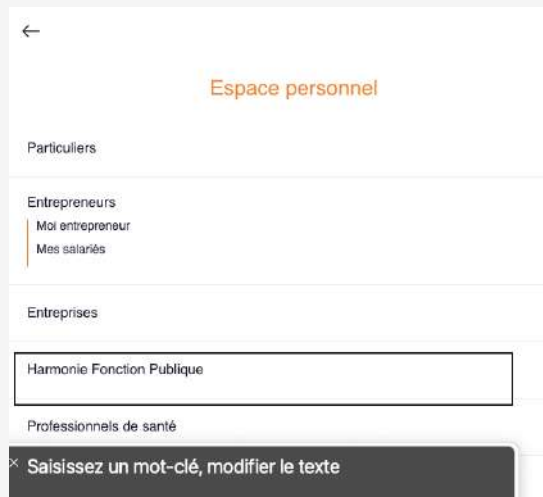 Espace personnel
Particuliers
Entrepreneurs
Moi entrepreneur
Mes salariés
Entreprises
Harmonie Fonction Publique
Professionnels de santé
× Saisissez un mot-clé, modifier le texte